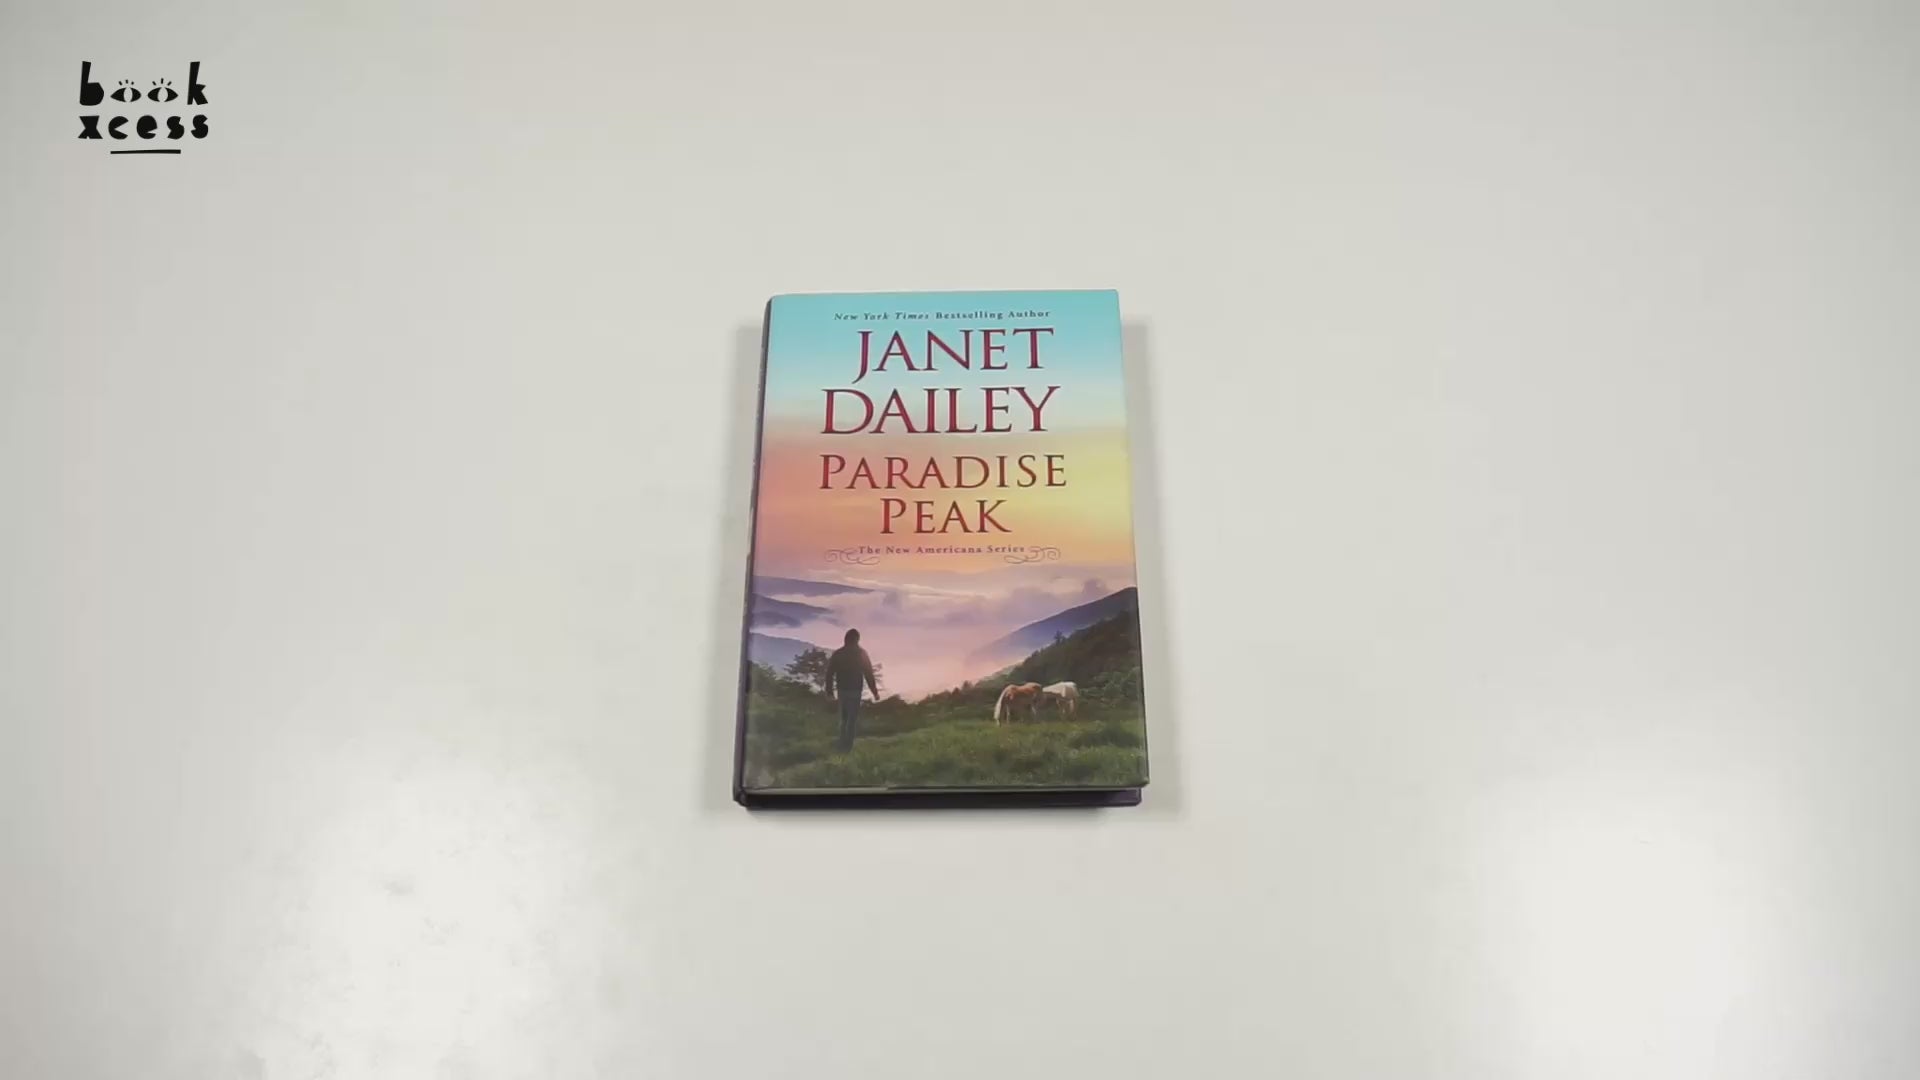 book
xcess
New York Times Bestselling Author
JANET
DAILEY
PARADISE
PEAK
The New Americana Series